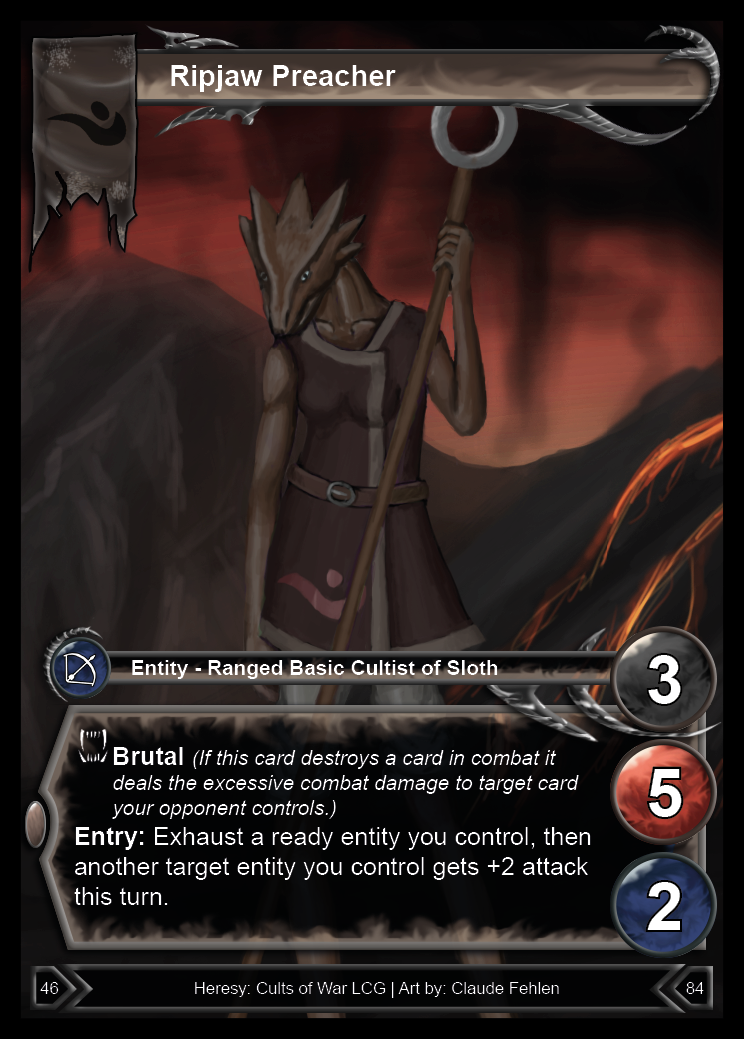 Ripjaw Preacher
Entity - Ranged Basic Cultist of Sloth
3
Brutal (If this card destroys a card in combat it
deals the excessive combat damage to target card
your opponent controls.)
5
Entry: Exhaust a ready entity you control, then
another target entity you control gets +2 attack
this turn.
2
46 Heresy: Cults of War LCG | Art by: Claude Fehlen 84